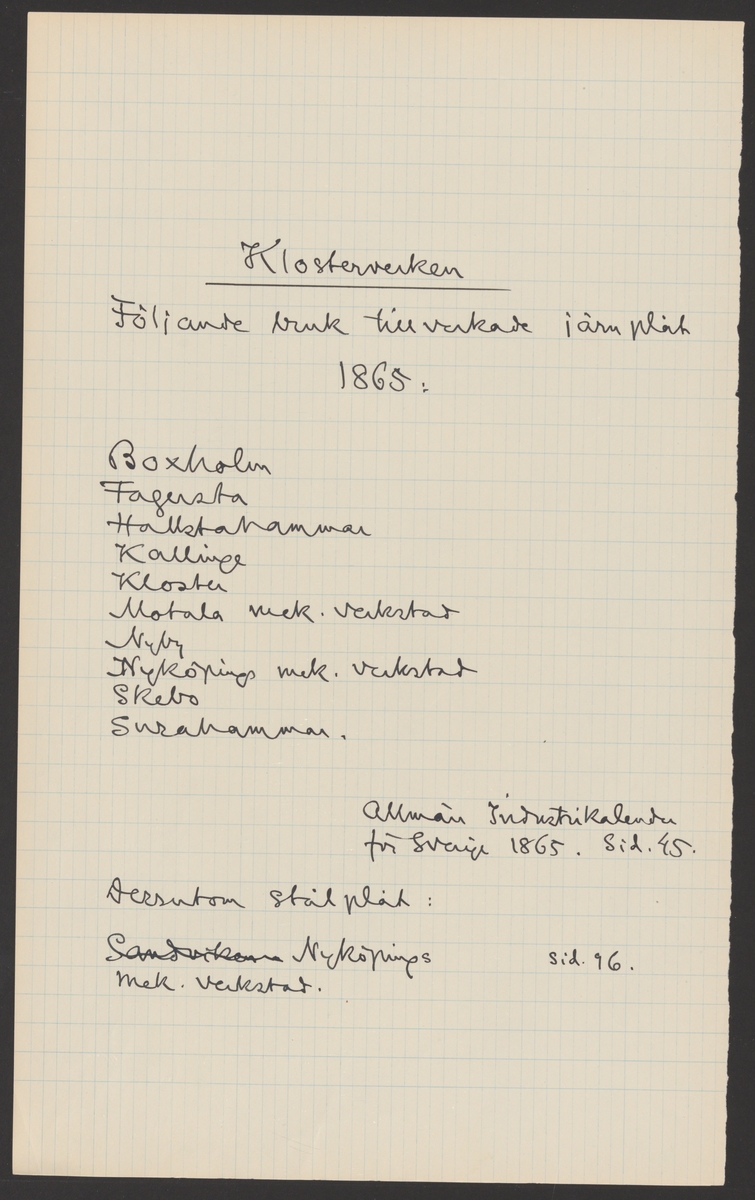 Klosterverken
Följande bruk tillverkade järnplåt
1865:
Boxholm
Fagersta
Hallstahammar
Kallinge
Kloster
Motala mek. verkstad
Nyby
Nyköpings mek. verkstad
Skebo
Surahammar.
Allmän Industrikalender
för Sverige 1865. Sid. 45.
Dessutom stålplåt:
Sandvikens Nyköpings sid. 96.
mek. verkstad.